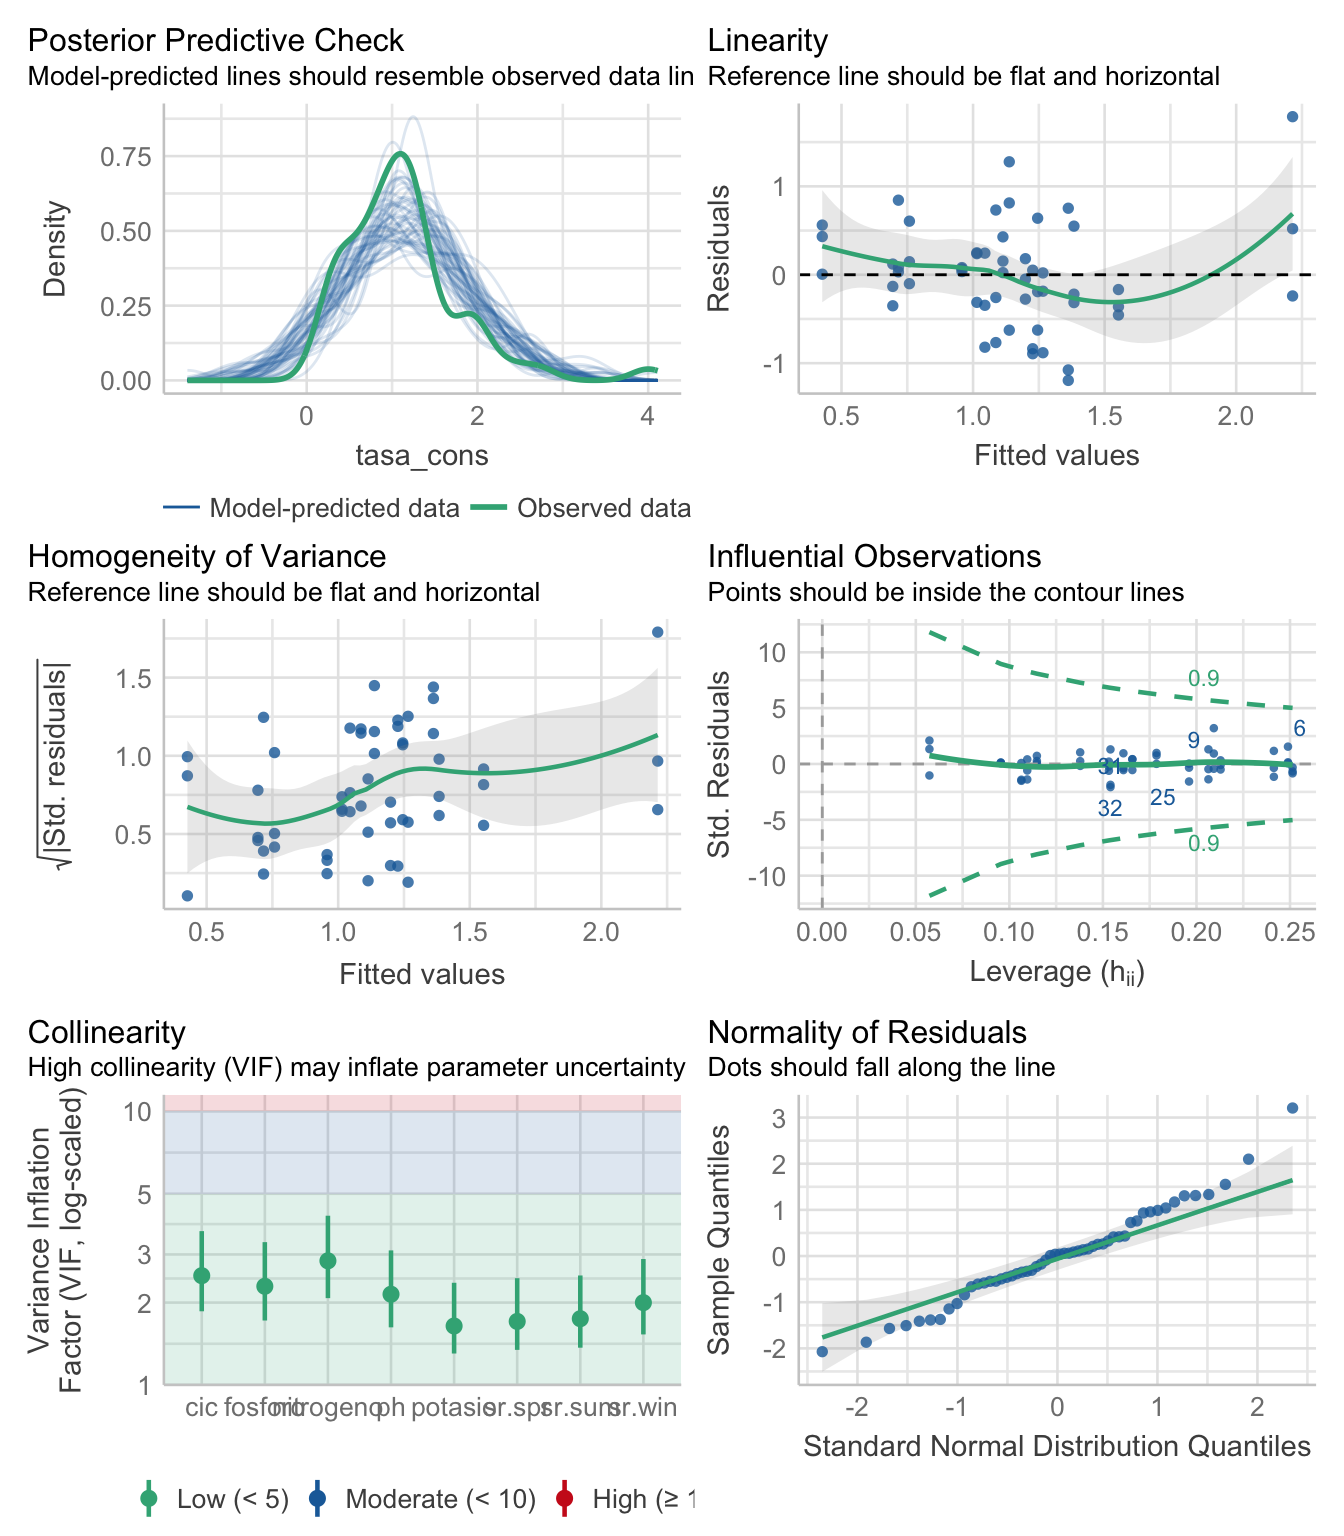 Posterior Predictive Check
Model-predicted lines should resemble observed data lin
Density
0.75
0.50
0.25
0.00
0
2
4
tasa_cons
Model-predicted data
Observed data
Linearity
Reference line should be flat and horizontal
Residuals
1
0
-1
0.5
1.0
1.5
2.0
Fitted values
Homogeneity of Variance
Reference line should be flat and horizontal
√|Std. residuals|
1.5
1.0
0.5
0.5
1.0
1.5
2.0
Fitted values
Influential Observations
Points should be inside the contour lines
Std. Residuals
10
5
0
-5
-10
0.9
6
9
31
32
25
0.9
0.00
0.05
0.10
0.15
0.20
0.25
Leverage (hii)
Collinearity
High collinearity (VIF) may inflate parameter uncertainty
Variance Inflation
Factor (VIF, log-scaled)
10
5
3
2
1
cic
nitrogeno
ph
potasio
sr.win
Low (< 5)
Moderate (< 10)
High (≥ 1
Normality of Residuals
Dots should fall along the line
Sample Quantiles
3
2
1
0
-1
-2
-2
-1
0
1
2
Standard Normal Distribution Quantiles